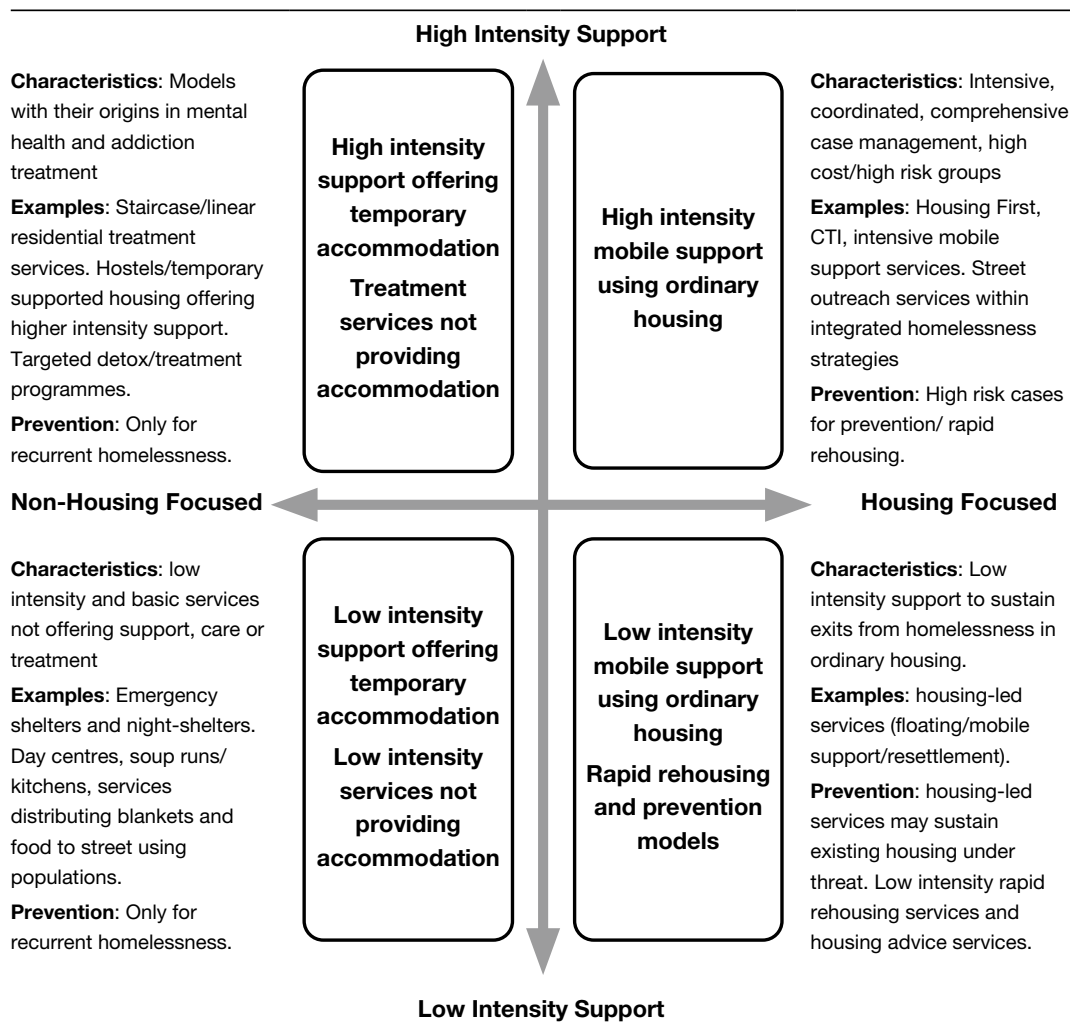 High Intensity Support
Characteristics: Models
with their origins in mental
health and addiction
treatment
Examples: Staircase/linear
residential treatment
services. Hostels/temporary
supported housing offering
higher intensity support.
Targeted detox/treatment
programmes.
Prevention: Only for
recurrent homelessness.
High intensity
support offering
temporary
accommodation
Treatment
services not
providing
accommodation
High intensity
mobile support
using ordinary
housing
Characteristics: Intensive,
coordinated, comprehensive
case management, high
cost/high risk groups
Examples: Housing First,
CTI, intensive mobile
support services. Street
outreach services within
integrated homelessness
strategies
Prevention: High risk cases
for prevention/ rapid
rehousing.
Non-Housing Focused
Housing Focused
Characteristics: low
intensity and basic services
not offering support, care or
treatment
Examples: Emergency
shelters and night-shelters.
Day centres, soup runs/
kitchens, services
distributing blankets and
food to street using
populations.
Prevention: Only for
recurrent homelessness.
Low intensity
support offering
temporary
accommodation
Low intensity
services not
providing
accommodation
Low intensity
mobile support
using ordinary
housing
Rapid rehousing
and prevention
models
Characteristics: Low
intensity support to sustain
exits from homelessness in
ordinary housing.
Examples: housing-led
services (floating/mobile
support/resettlement).
Prevention: housing-led
services may sustain
existing housing under
threat. Low intensity rapid
rehousing services and
housing advice services.
Low Intensity Support